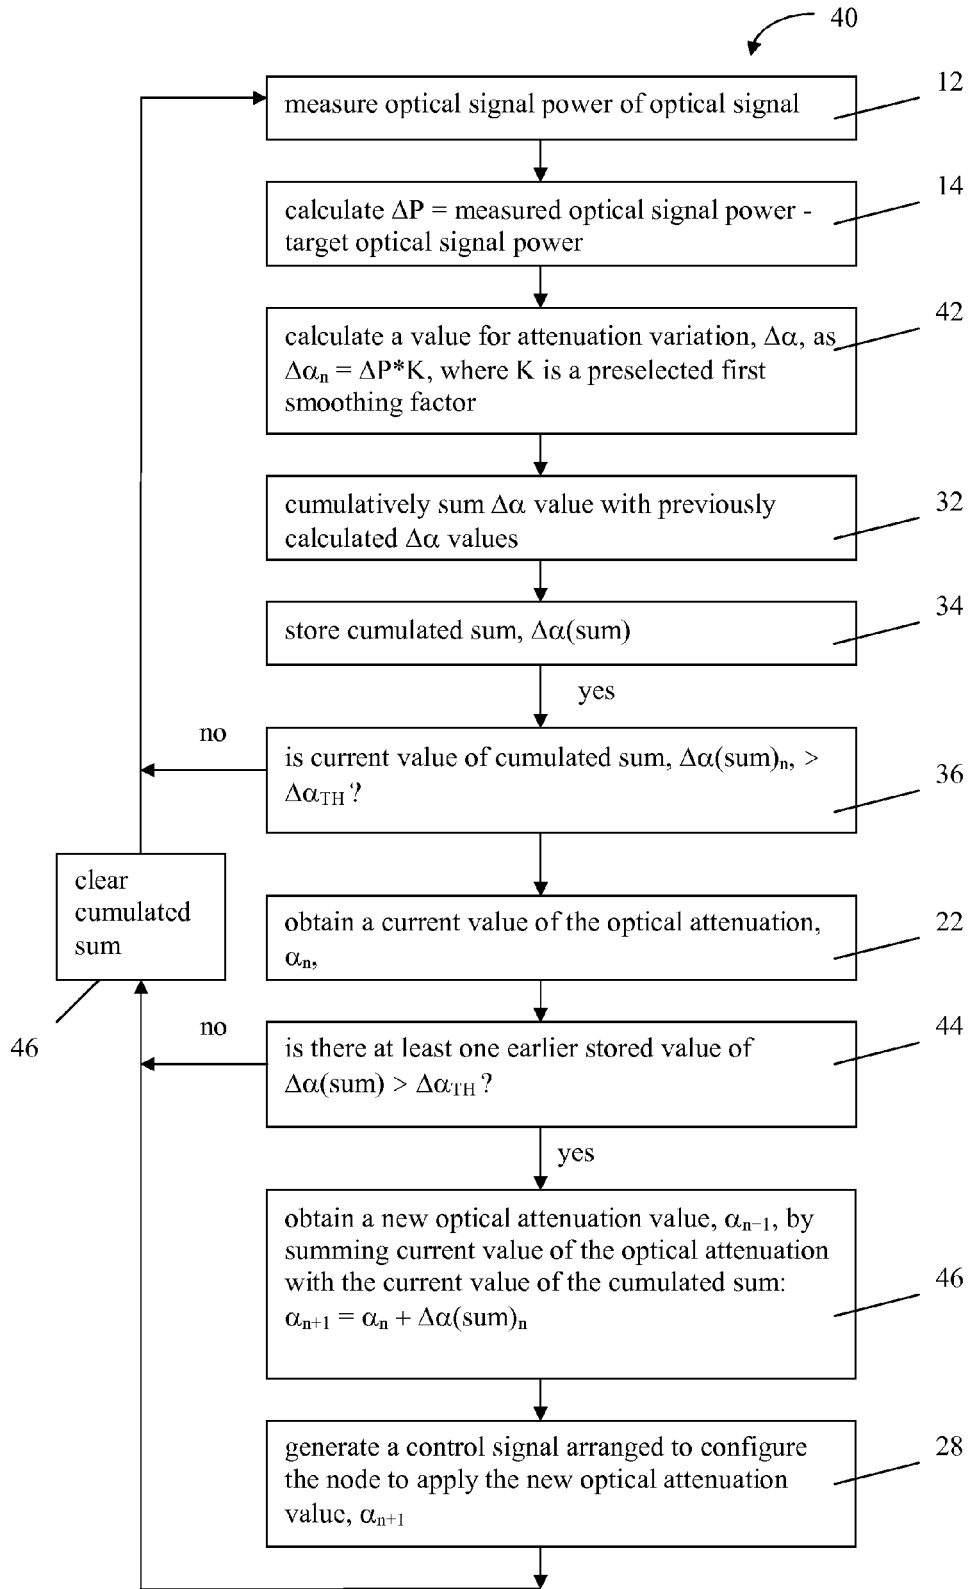 40
measure optical signal power of optical signal
12
calculate ΔP = measured optical signal power -
target optical signal power
14
calculate a value for attenuation variation, Δα, as
Δαₙ = ΔP*K, where K is a preselected first
smoothing factor
42
cumulatively sum Δα value with previously
calculated Δα values
32
store cumulated sum, Δα(sum)
34
yes
no
is current value of cumulated sum, Δα(sum)ₙ, >
Δα_TH ?
36
clear
cumulated
sum
46
obtain a current value of the optical attenuation,
αₙ,
22
no
is there at least one earlier stored value of
Δα(sum) > Δα_TH ?
44
yes
obtain a new optical attenuation value, αₙ₋₁, by
summing current value of the optical attenuation
with the current value of the cumulated sum:
αₙ₊₁ = αₙ + Δα(sum)ₙ
46
generate a control signal arranged to configure
the node to apply the new optical attenuation
value, αₙ₊₁
28